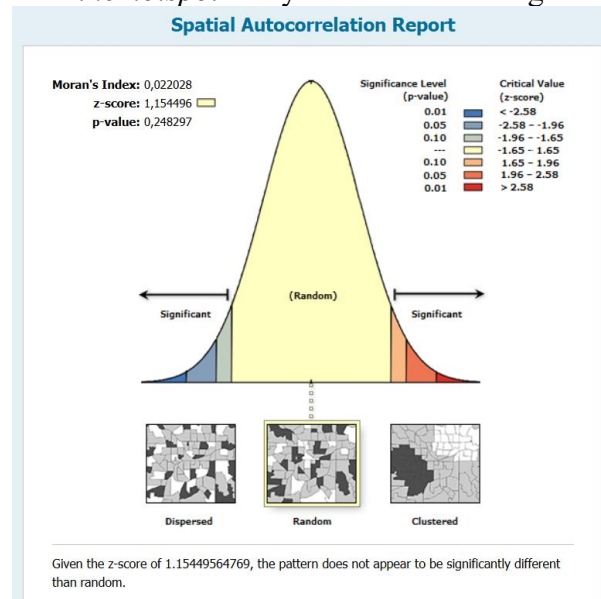 Spatial Autocorrelation Report
Moran's Index: 0,022028
z-score: 1,154496
p-value: 0,248297
Significance Level
(p-value)
Critical Value
(z-score)
0.01 < -2.58
0.05 -2.58 – -1.96
0.10 -1.96 – -1.65
--- -1.65 – 1.65
0.10 1.65 – 1.96
0.05 1.96 – 2.58
0.01 > 2.58
(Random)
Significant
Significant
Dispersed
Random
Clustered
Given the z-score of 1.15449564769, the pattern does not appear to be significantly different
than random.